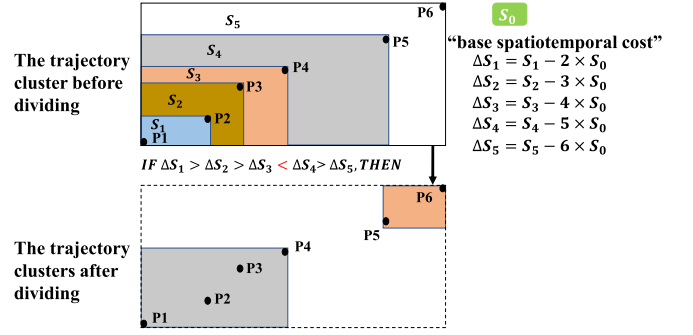 The trajectory
cluster before
dividing
S₅
S₄
S₃
S₂
S₁
P1
P2
P3
P4
P5
P6
S₀
“base spatiotemporal cost”
ΔS₁ = S₁ − 2 × S₀
ΔS₂ = S₂ − 3 × S₀
ΔS₃ = S₃ − 4 × S₀
ΔS₄ = S₄ − 5 × S₀
ΔS₅ = S₅ − 6 × S₀
IF ΔS₁ > ΔS₂ > ΔS₃ < ΔS₄> ΔS₅, THEN
The trajectory
clusters after
dividing
P6
P5
P4
P3
P2
P1